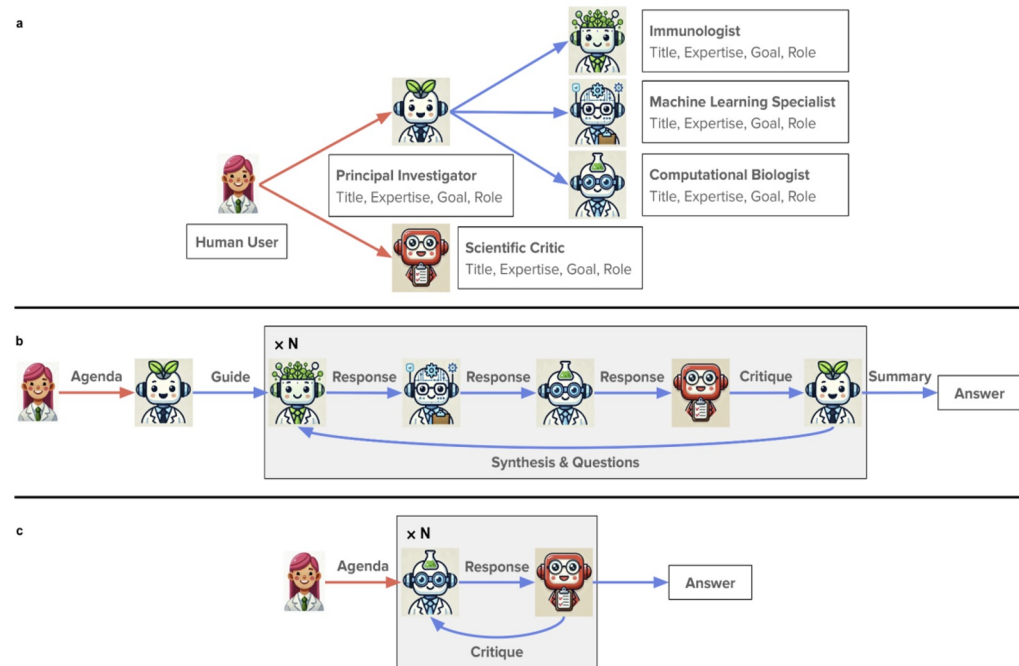 a
Immunologist
Title, Expertise, Goal, Role
Machine Learning Specialist
Title, Expertise, Goal, Role
Principal Investigator
Title, Expertise, Goal, Role
Computational Biologist
Title, Expertise, Goal, Role
Human User
Scientific Critic
Title, Expertise, Goal, Role
b
× N
Agenda
Guide
Response
Response
Response
Critique
Summary
Answer
Synthesis & Questions
c
× N
Agenda
Response
Answer
Critique